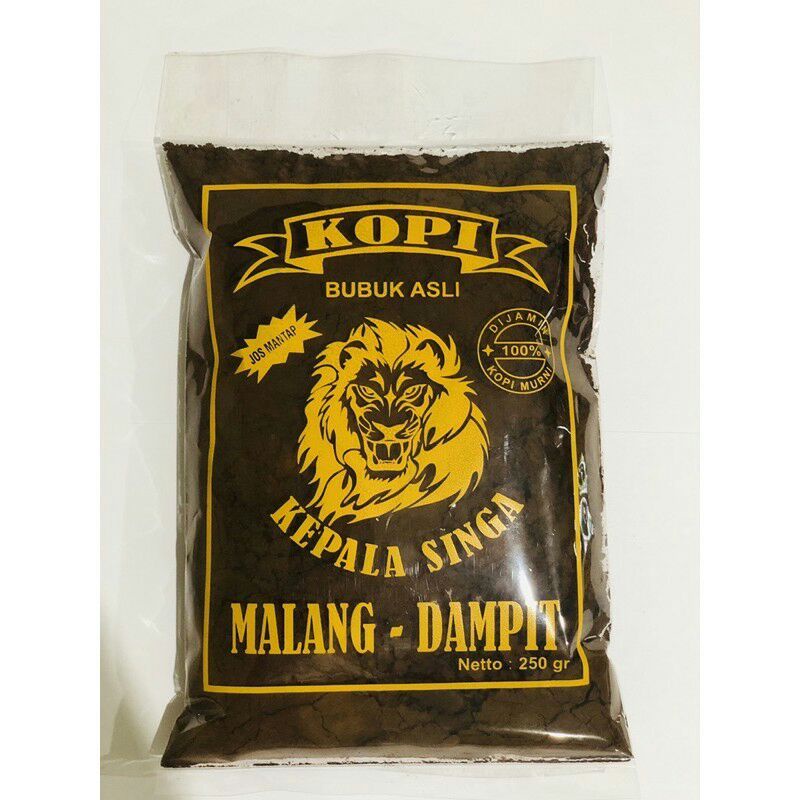 KOPI
BUBUK ASLI
JOS MANTAP
DIJAMIN
100%
KOPI MURNI
KEPALA SINGA
MALANG - DAMPIT
Netto : 250 gr